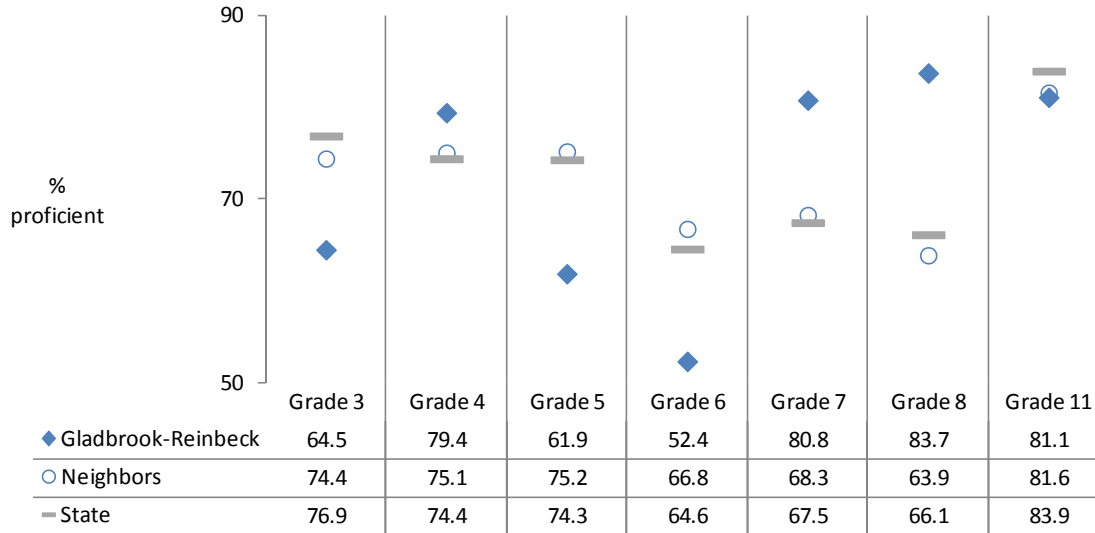 90
%
proficient
70
50
Grade 3 Grade 4 Grade 5 Grade 6 Grade 7 Grade 8 Grade 11
Gladbrook-Reinbeck 64.5 79.4 61.9 52.4 80.8 83.7 81.1
Neighbors 74.4 75.1 75.2 66.8 68.3 63.9 81.6
State 76.9 74.4 74.3 64.6 67.5 66.1 83.9